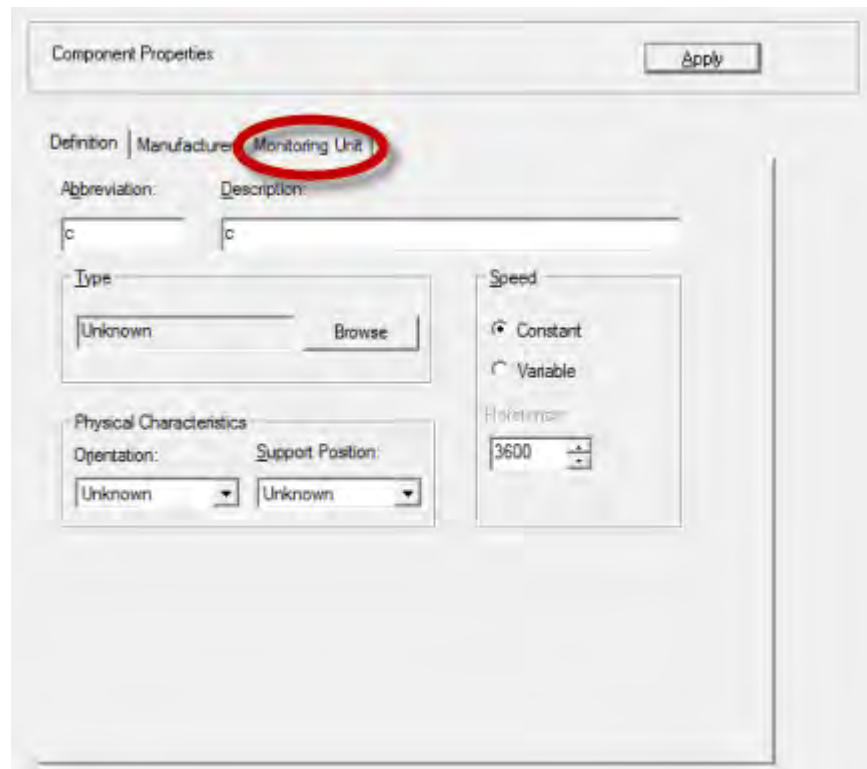 Component Properties
Apply
Definition Manufacturer Monitoring Unit
Abbreviation: Description:
c c
Type
Unknown Browse
Speed
Constant
Variable
3600
Physical Characteristics
Orientation: Support Position:
Unknown Unknown